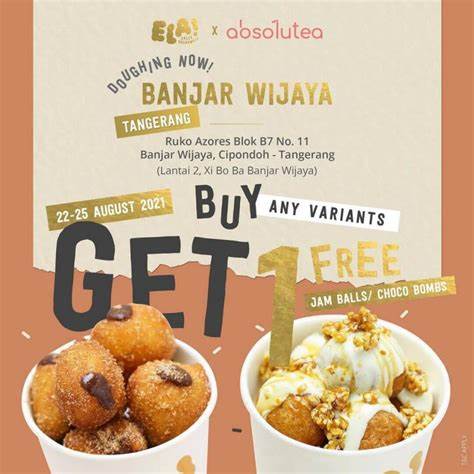 ELA! x absolutea
DOUGHING NOW!
BANJAR WIJAYA
TANGERANG
Ruko Azores Blok B7 No. 11
Banjar Wijaya, Cipondoh - Tangerang
(Lantai 2, Xi Bo Ba Banjar Wijaya)
22-25 AUGUST 2021
BUY ANY VARIANTS
GET 1 FREE
JAM BALLS/ CHOCO BOMBS